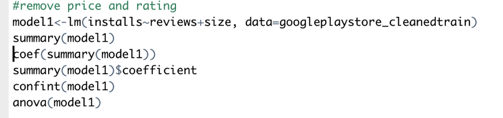 #remove price and rating
model1<-lm(installs~reviews+size, data=googleplaystore_cleanedtrain)
summary(model1)
coef(summary(model1))
summary(model1)$coefficient
confint(model1)
anova(model1)